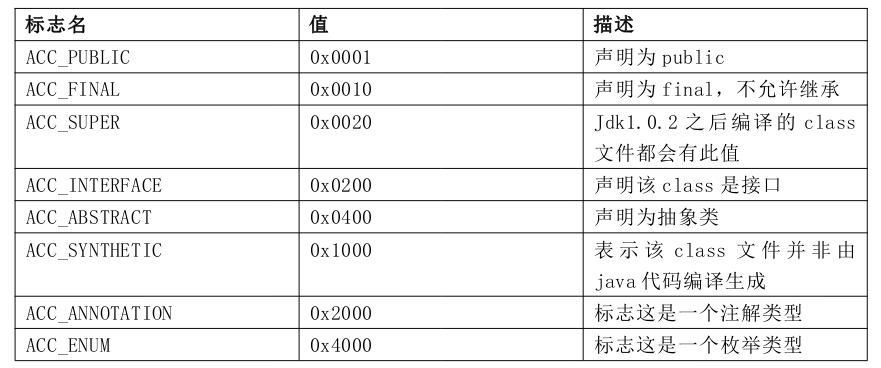 标志名 值 描述
ACC_PUBLIC 0x0001 声明为 public
ACC_FINAL 0x0010 声明为 final，不允许继承
ACC_SUPER 0x0020 Jdk1.0.2 之后编译的 class
文件都会有此值
ACC_INTERFACE 0x0200 声明该 class 是接口
ACC_ABSTRACT 0x0400 声明为抽象类
ACC_SYNTHETIC 0x1000 表示该 class 文件并非由
java 代码编译生成
ACC_ANNOTATION 0x2000 标志这是一个注解类型
ACC_ENUM 0x4000 标志这是一个枚举类型